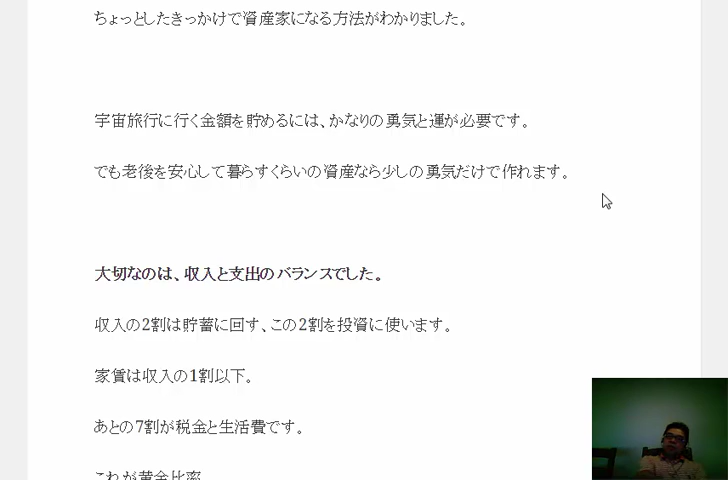 ちょっとしたきっかけで資産家になる方法がわかりました。
宇宙旅行に行く金額を貯めるには、かなりの勇気と運が必要です。
でも老後を安心して暮らすくらいの資産なら少しの勇気だけで作れます。
大切なのは、収入と支出のバランスでした。
収入の2割は貯蓄に回す、この2割を投資に使います。
家賃は収入の1割以下。
あとの7割が税金と生活費です。
これが黄金比率